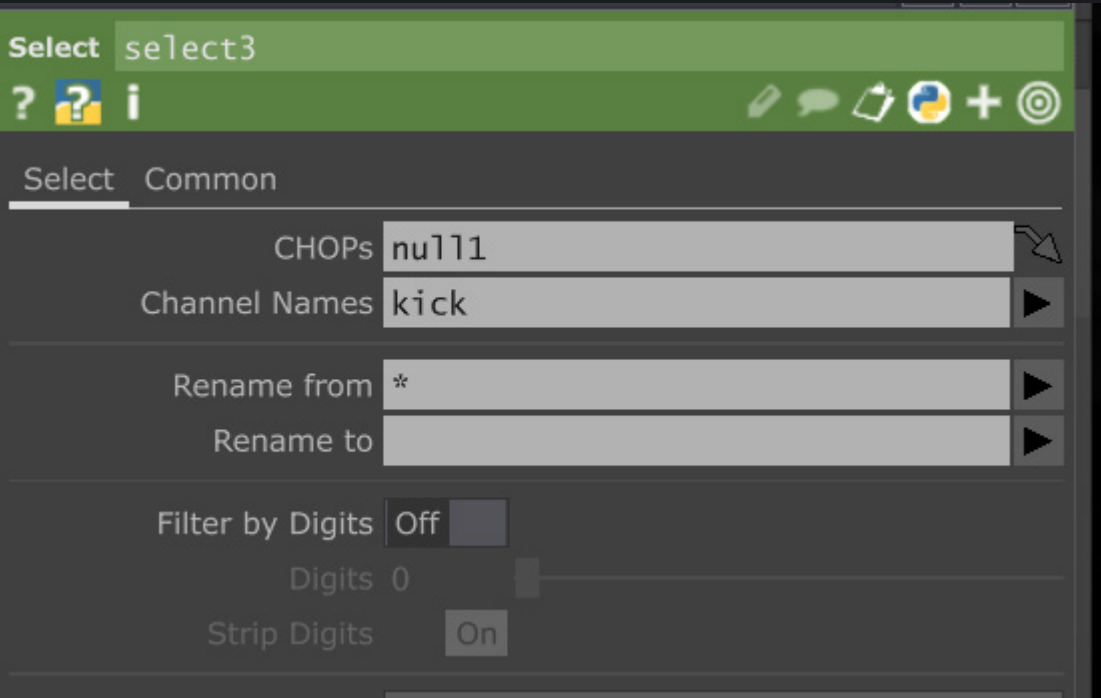 Select select3
? ? i
Select Common
CHOPs null1
Channel Names kick
Rename from *
Rename to
Filter by Digits Off
Digits 0
Strip Digits On